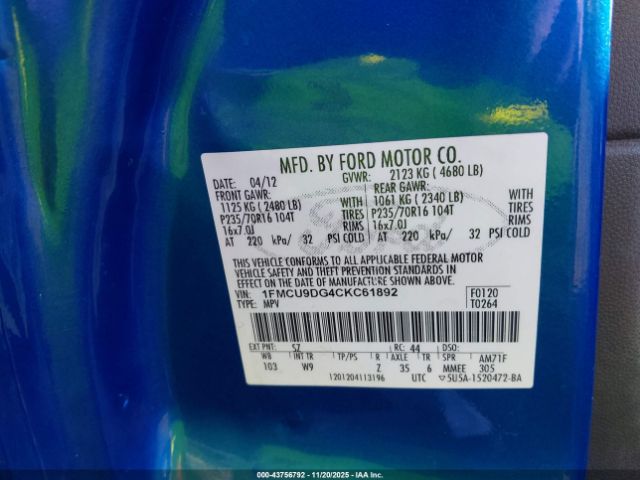 MFD. BY FORD MOTOR CO.
DATE: 04/12 GVWR: 2123 KG ( 4680 LB)
FRONT GAWR: REAR GAWR:
1125 KG ( 2480 LB) WITH 1061 KG ( 2340 LB) WITH
P235/70R16 104T TIRES P235/70R16 104T TIRES
16x7.0J RIMS 16x7.0J RIMS
AT 220 kPa/ 32 PSI COLD AT 220 kPa/ 32 PSI COLD
Ford
THIS VEHICLE CONFORMS TO ALL APPLICABLE FEDERAL MOTOR
VEHICLE SAFETY AND THEFT PREVENTION STANDARDS IN
EFFECT ON THE DATE OF MANUFACTURE SHOWN ABOVE.
VIN: 1FMCU9DG4CKC61892 F0120
TYPE: MPV T0264
EXT PNT: SZ RC: 44 DSO:
WB INT TR TP/PS R AXLE TR SPR AM71F
103 W9 Z 35 6 MMEE 305
1201204113196 UTC 5U5A-1520472-BA
000-43756792 — 11/20/2025 — IAAI.COM